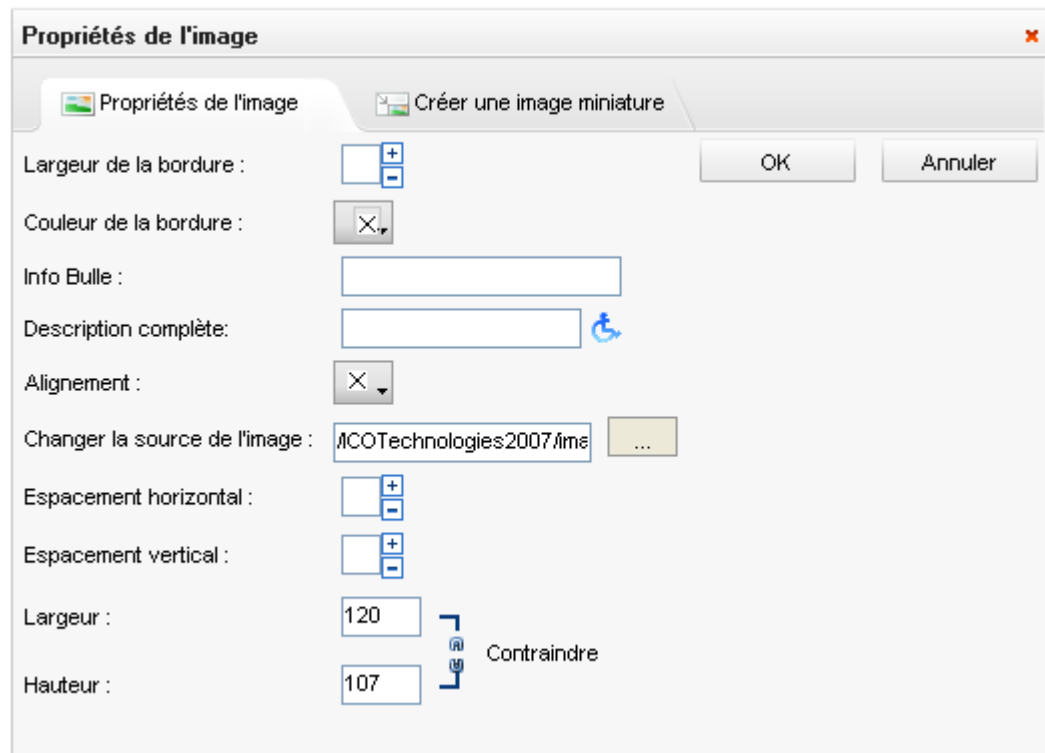 Propriétés de l'image
Propriétés de l'image
Créer une image miniature
Largeur de la bordure :
OK
Annuler
Couleur de la bordure :
Info Bulle :
Description complète:
Alignement :
Changer la source de l'image : /ICOTechnologies2007/ima ...
Espacement horizontal :
Espacement vertical :
Largeur : 120
Contraindre
Hauteur : 107